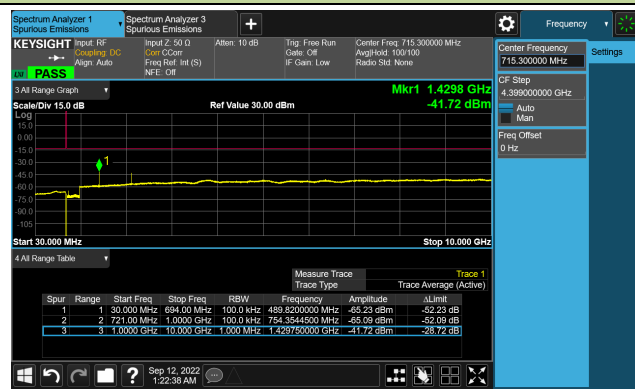 Spectrum Analyzer 1
Spurious Emissions
Spectrum Analyzer 3
Spurious Emissions
Frequency
KEYSIGHT
Input: RF
Coupling: DC
Align: Auto
Input Z: 50 Ω
Corr CCorr
Freq Ref: Int (S)
NFE: Off
Atten: 10 dB
Trig: Free Run
Gate: Off
IF Gain: Low
Center Freq: 715.300000 MHz
Avg|Hold: 100/100
Radio Std: None
PASS
Center Frequency
715.300000 MHz
Settings
CF Step
4.399000000 GHz
Auto
Man
Freq Offset
0 Hz
3 All Range Graph
Mkr1 1.4298 GHz
Scale/Div 15.0 dB
Ref Value 30.00 dBm
-41.72 dBm
Log
15.0
0.00
-15.0
-30.0
-45.0
-60.0
-75.0
-90.0
-105
1
Start 30.000 MHz
Stop 10.000 GHz
4 All Range Table
Measure Trace Trace 1
Trace Type Trace Average (Active)
Spur Range Start Freq Stop Freq RBW Frequency Amplitude ΔLimit
1 1 30.000 MHz 694.00 MHz 100.0 kHz 489.8200000 MHz -65.23 dBm -52.23 dB
2 2 721.00 MHz 1.0000 GHz 100.0 kHz 754.3544500 MHz -65.09 dBm -52.09 dB
3 3 1.0000 GHz 10.000 GHz 1.000 MHz 1.429750000 GHz -41.72 dBm -28.72 dB
Sep 12, 2022
1:22:38 AM